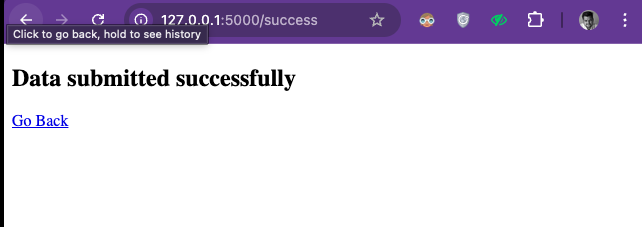 127.0.0.1:5000/success
Click to go back, hold to see history
Data submitted successfully
Go Back